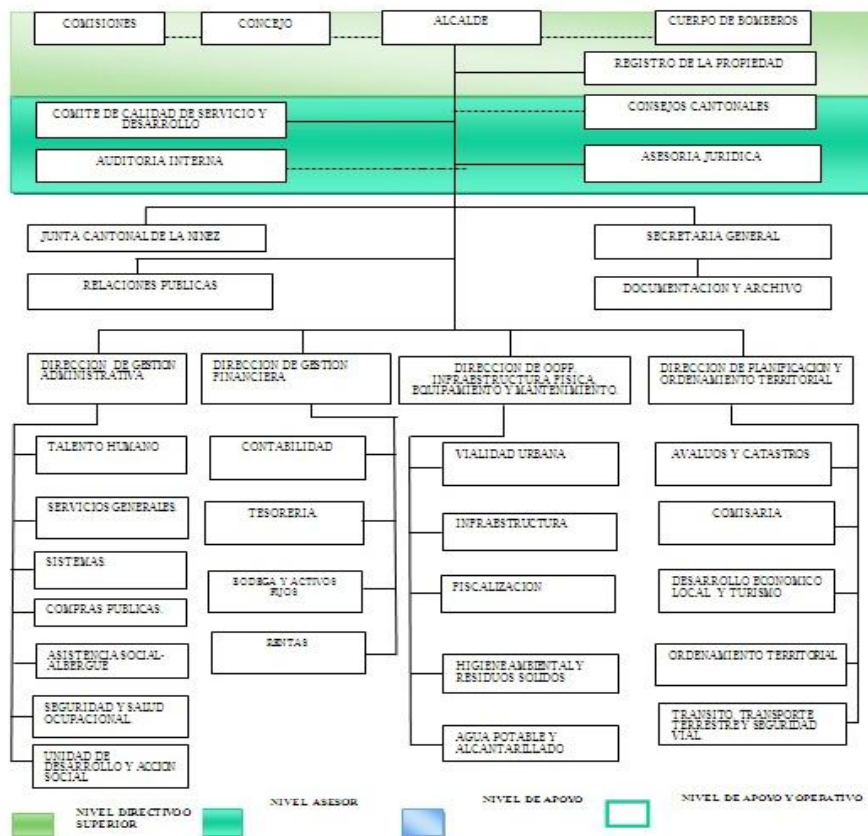 COMISIONES
CONCEJO
ALCALDE
CUERPO DE BOMBEROS
REGISTRO DE LA PROPIEDAD
COMITE DE CALIDAD DE SERVICIO Y
DESARROLLO
CONSEJOS CANTONALES
AUDITORIA INTERNA
ASESORIA JURIDICA
JUNTA CANTONAL DE LA NINEZ
SECRETARIA GENERAL
RELACIONES PUBLICAS
DOCUMENTACION Y ARCHIVO
DIRECCION DE GESTION
ADMINISTRATIVA
DIRECCION DE GESTION
FINANCIERA
DIRECCION DE OOPP.
INFRAESTRUCTURA FISICA
EQUIPAMIENTO Y MANTENIMIENTO.
DIRECCION DE PLANIFICACION Y
ORDENAMIENTO TERRITORIAL
TALENTO HUMANO
SERVICIOS GENERALES.
SISTEMAS.
COMPRAS PUBLICAS.
ASISTENCIA SOCIAL-
ALBERGUE
SEGURIDAD Y SALUD
OCUPACIONAL
UNIDAD DE
DESARROLLO Y ACCION
SOCIAL
CONTABILIDAD
TESORERIA.
BODEGA Y ACTIVOS
FIJOS
RENTAS
VIALIDAD URBANA
INFRAESTRUCTURA
FISCALIZACION
HIGIENE AMBIENTAL Y
RESIDUOS SOLIDOS
AGUA POTABLE Y
ALCANTARILLADO
AVALUOS Y CATASTROS
COMISARIA
DESARROLLO ECONOMICO
LOCAL Y TURISMO
ORDENAMIENTO TERRITORIAL
TRANSITO, TRANSPORTE
TERRESTRE Y SEGURIDAD
VIAL
NIVEL DIRECTIVO O
SUPERIOR
NIVEL ASESOR
NIVEL DE APOYO
NIVEL DE APOYO Y OPERATIVO